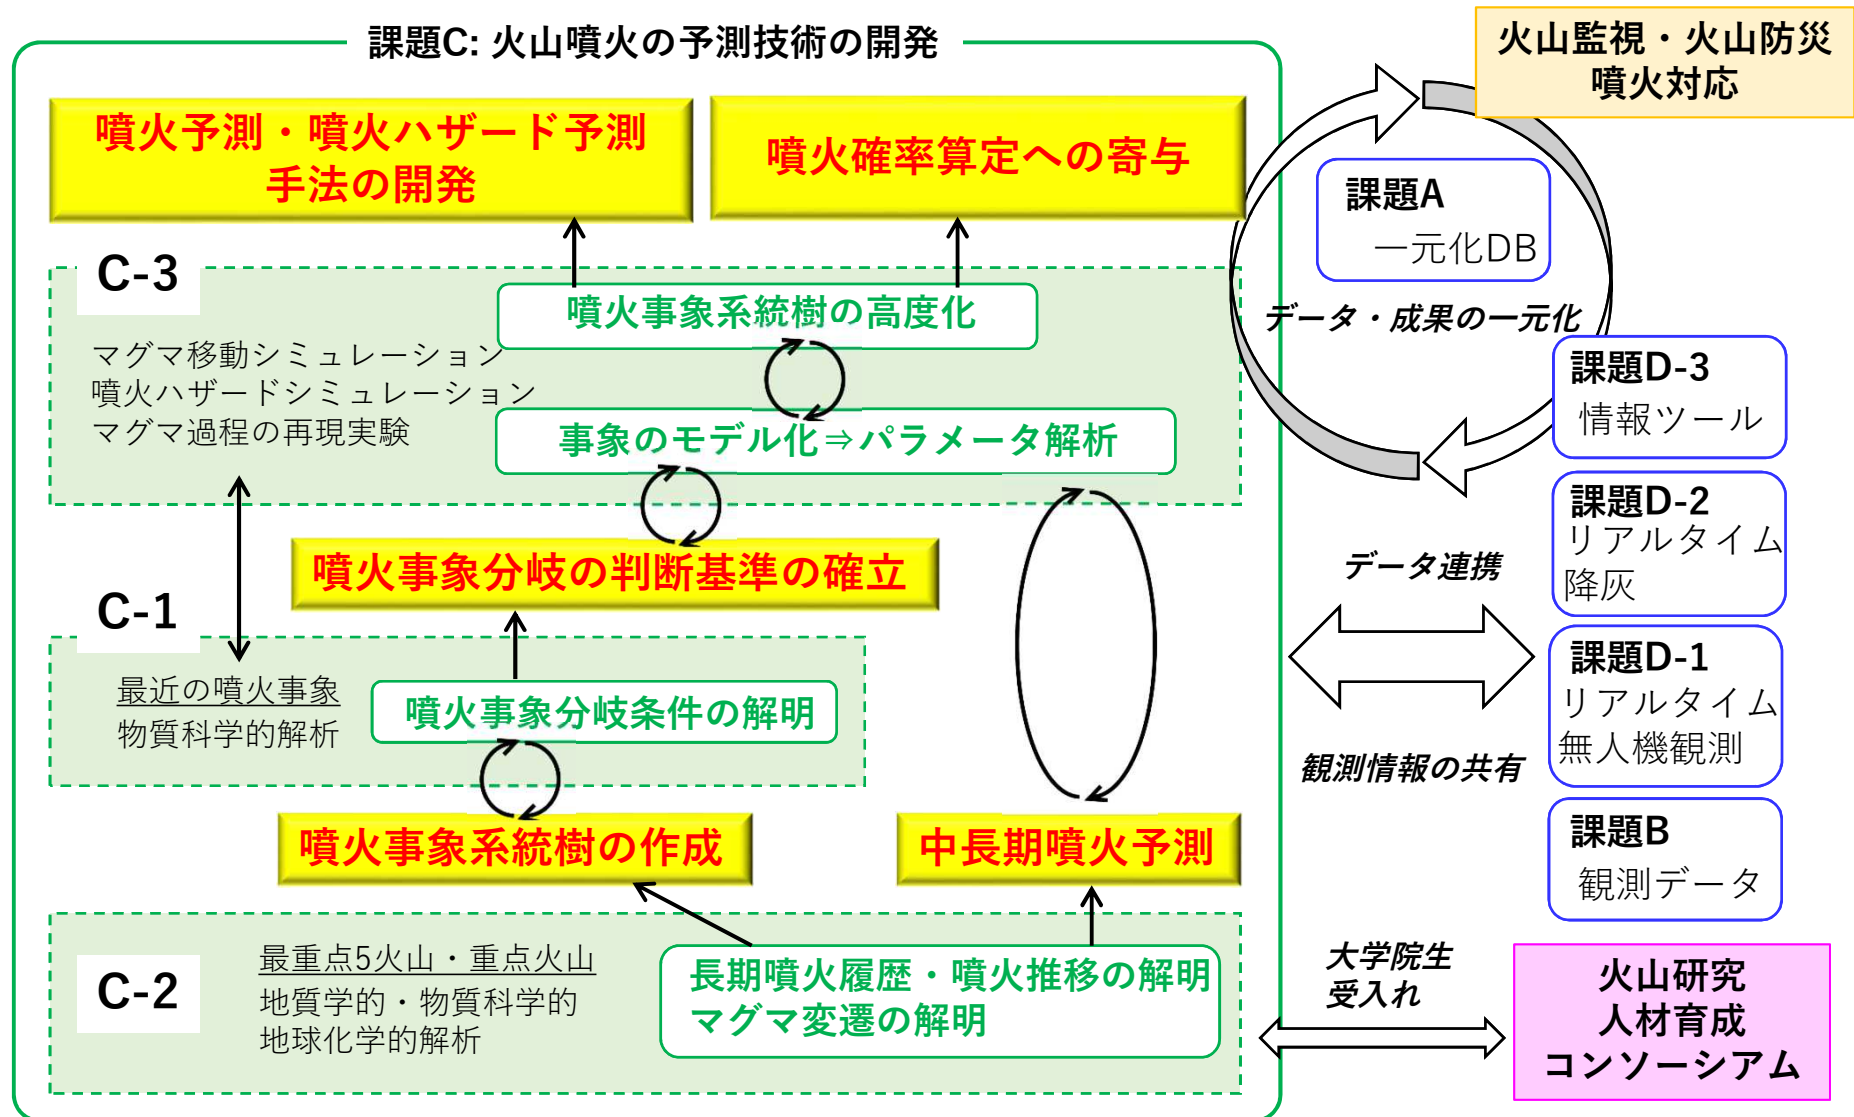 課題C: 火山噴火の予測技術の開発
噴火予測・噴火ハザード予測
手法の開発
噴火確率算定への寄与
C-3
噴火事象系統樹の高度化
マグマ移動シミュレーション
噴火ハザードシミュレーション
マグマ過程の再現実験
事象のモデル化⇒パラメータ解析
噴火事象分岐の判断基準の確立
C-1
最近の噴火事象
物質科学的解析
噴火事象分岐条件の解明
噴火事象系統樹の作成
中長期噴火予測
C-2
最重点5火山・重点火山
地質学的・物質科学的
地球化学的解析
長期噴火履歴・噴火推移の解明
マグマ変遷の解明
火山監視・火山防災
噴火対応
課題A
一元化DB
データ・成果の一元化
課題D-3
情報ツール
課題D-2
リアルタイム
降灰
データ連携
課題D-1
リアルタイム
無人機観測
観測情報の共有
課題B
観測データ
大学院生
受入れ
火山研究
人材育成
コンソーシアム